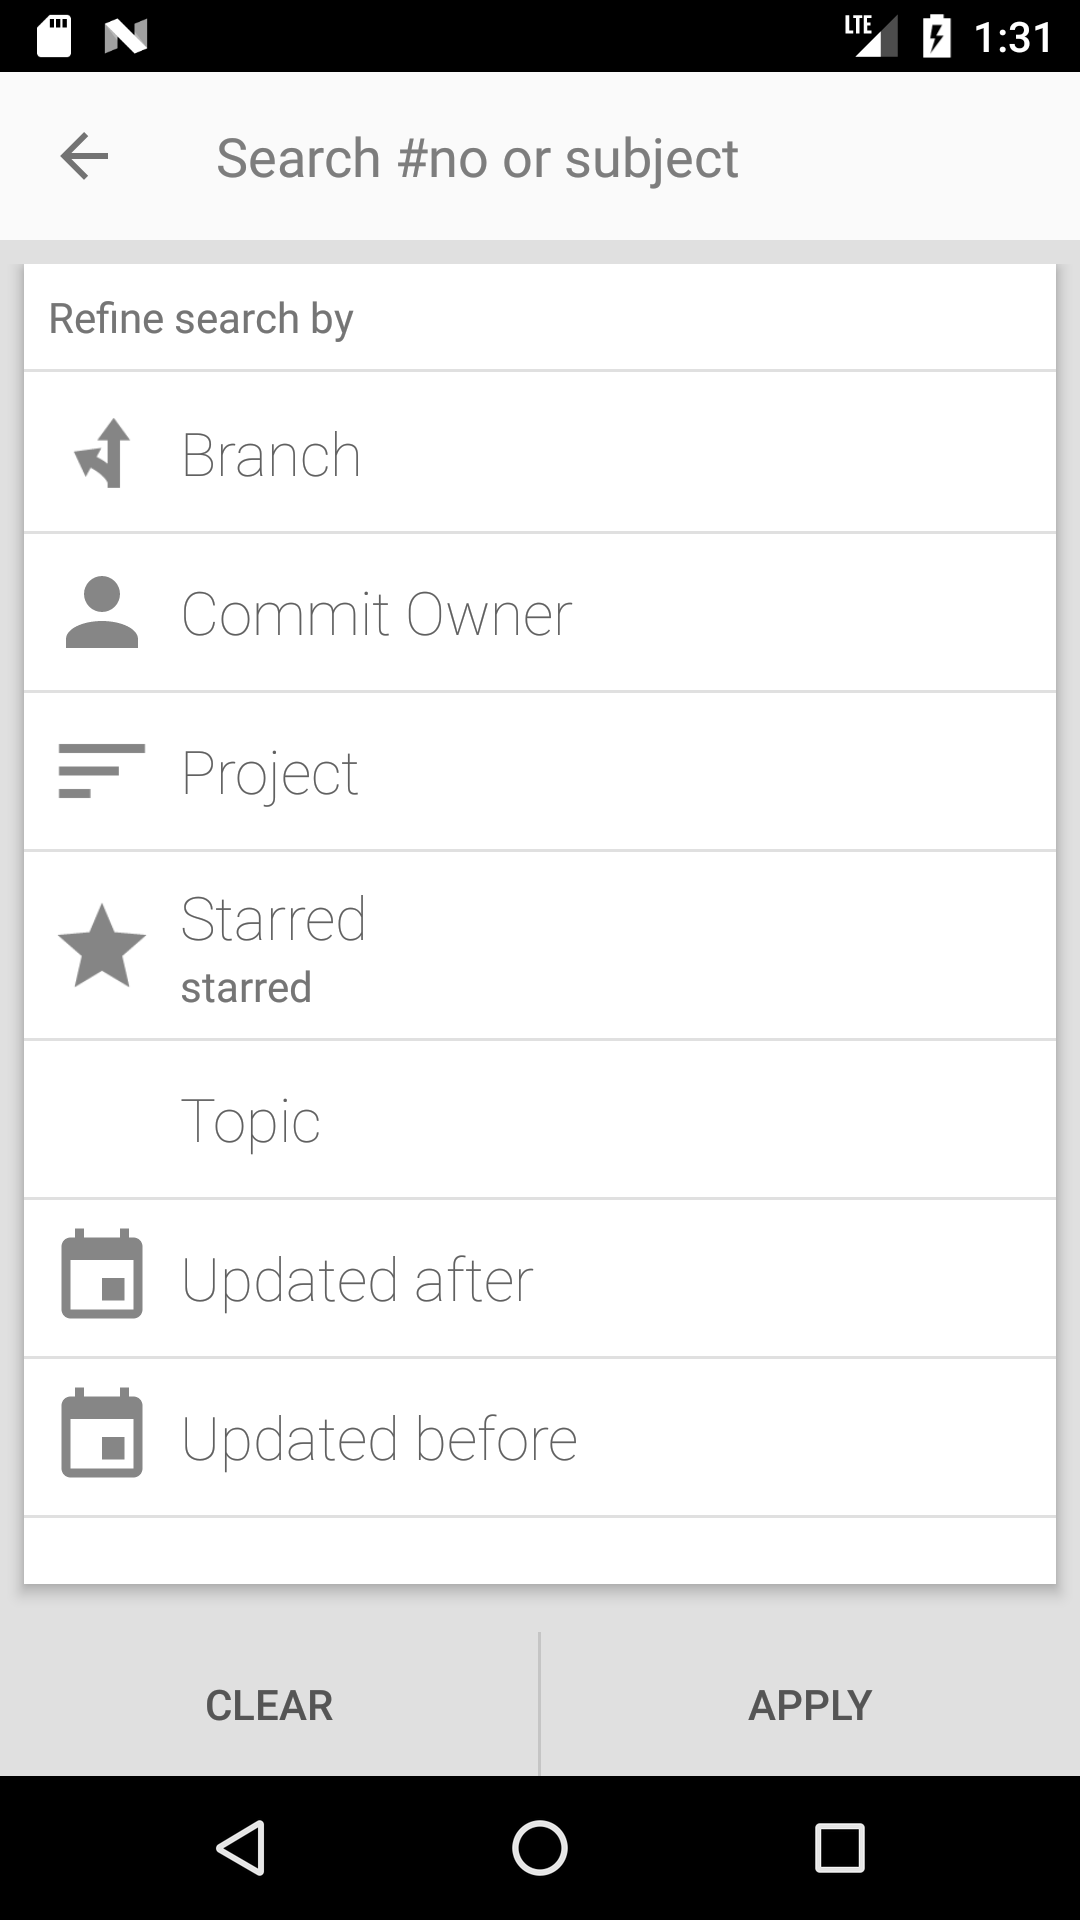 LTE 1:31
Search #no or subject
Refine search by
Branch
Commit Owner
Project
Starred
starred
Topic
Updated after
Updated before
CLEAR APPLY